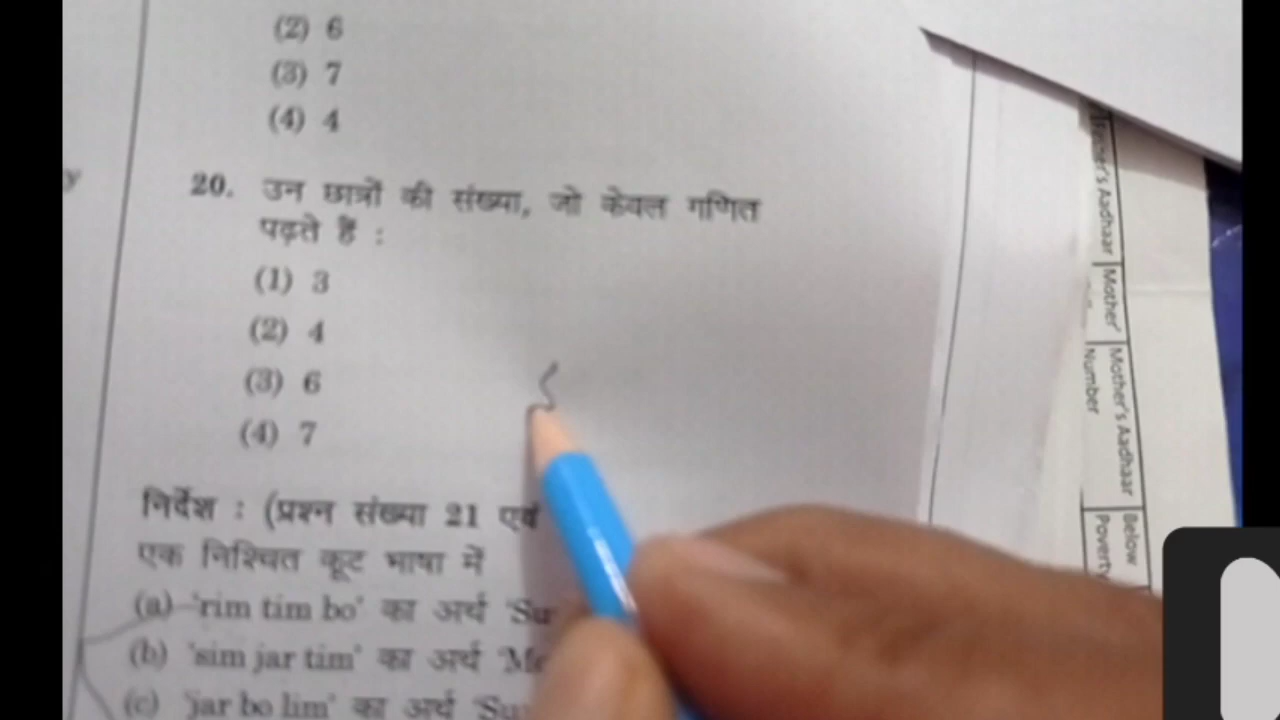 (2) 6
(3) 7
(4) 4
y
20. उन छात्रों की संख्या, जो केवल गणित
पढ़ते हैं :
(1) 3
(2) 4
(3) 6
(4) 7
निर्देश : (प्रश्न संख्या 21 एवं
एक निश्चित कूट भाषा में
(a) 'rim tim bo' का अर्थ
(b) 'sim jar tim' का अर्थ
(c) 'jar bo lim' का अर्थ
Father's Aadhaar
Mother'
Mother's Aadhaar
Number
Below
Poverty